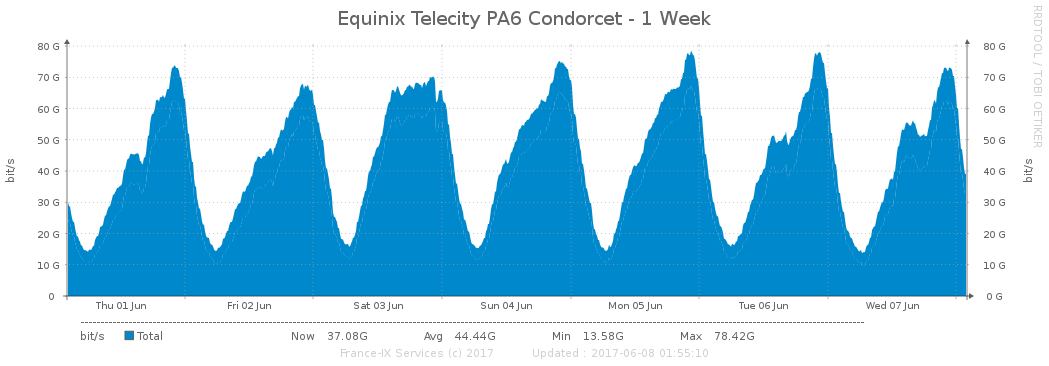 Equinix Telecity PA6 Condorcet - 1 Week
RRDTOOL / TOBI OETIKER
bit/s
80 G
70 G
60 G
50 G
40 G
30 G
20 G
10 G
0
80 G
70 G
60 G
50 G
40 G
30 G
20 G
10 G
0 G
bit/s
Thu 01 Jun Fri 02 Jun Sat 03 Jun Sun 04 Jun Mon 05 Jun Tue 06 Jun Wed 07 Jun
bit/s Total Now 37.08G Avg 44.44G Min 13.58G Max 78.42G
France-IX Services (c) 2017 Updated : 2017-06-08 01:55:10